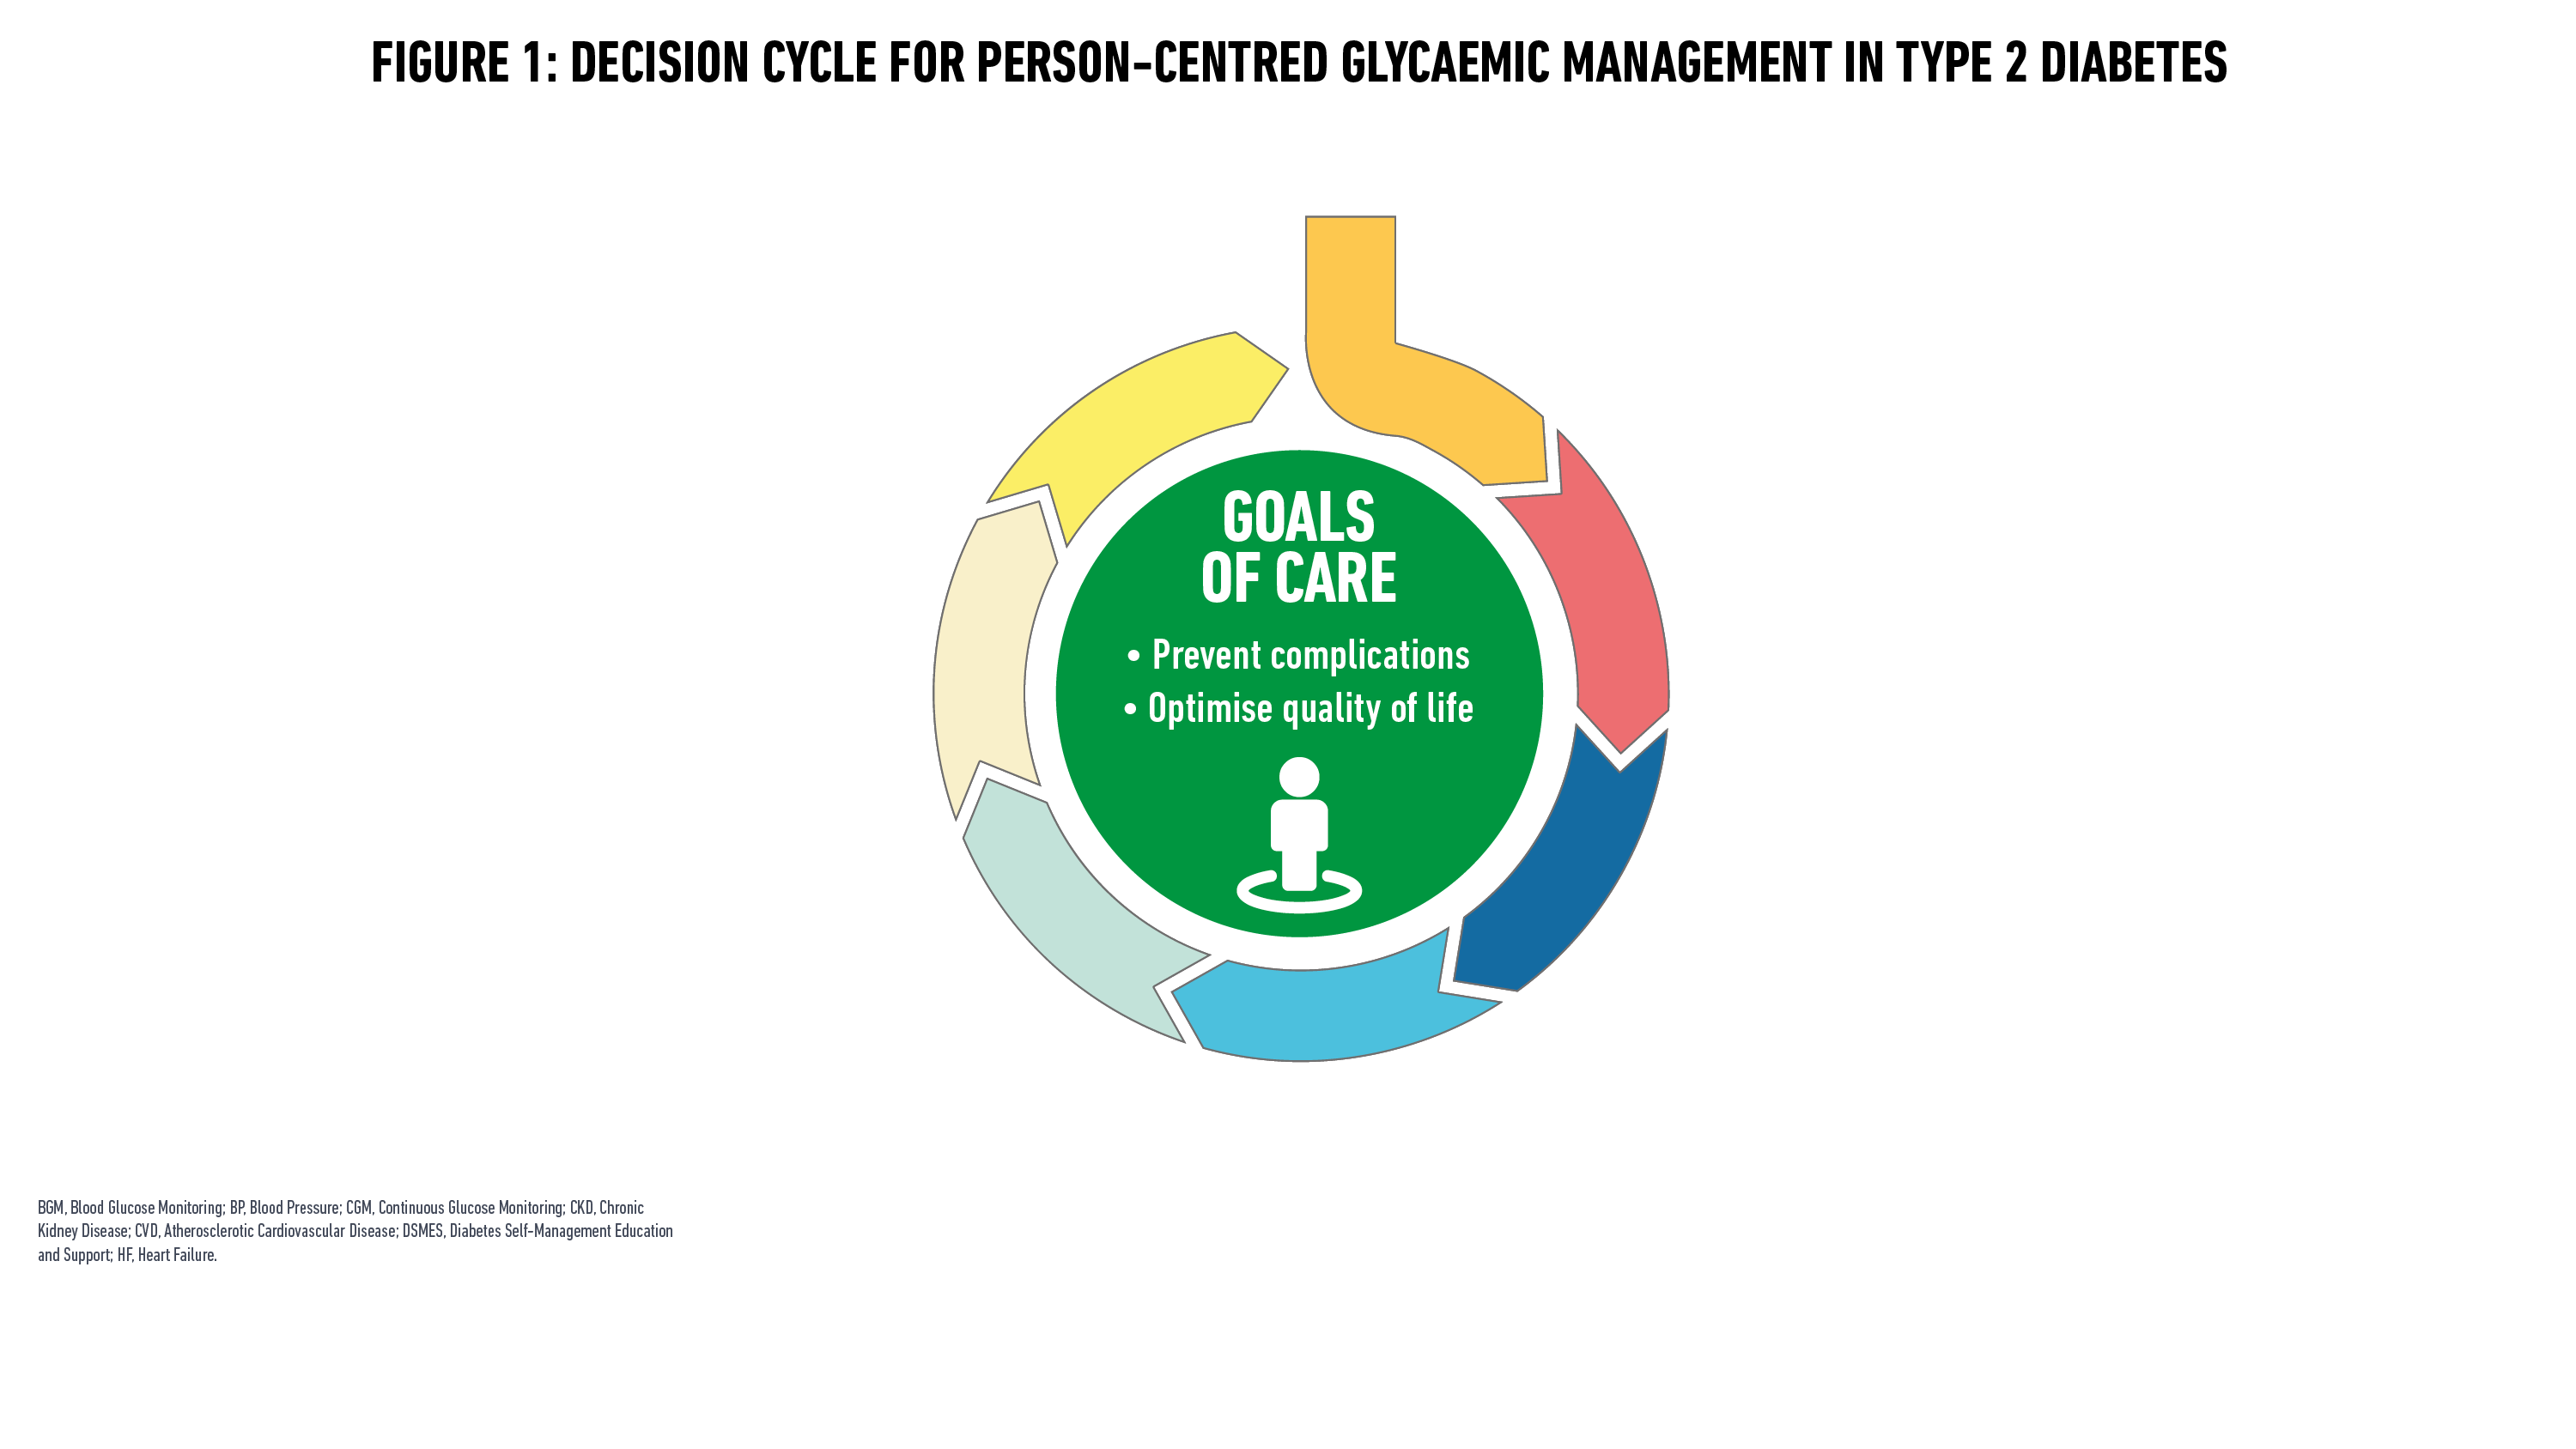 FIGURE 1: DECISION CYCLE FOR PERSON-CENTRED GLYCAEMIC MANAGEMENT IN TYPE 2 DIABETES
GOALS
OF CARE
• Prevent complications
• Optimise quality of life
BGM, Blood Glucose Monitoring; BP, Blood Pressure; CGM, Continuous Glucose Monitoring; CKD, Chronic
Kidney Disease; CVD, Atherosclerotic Cardiovascular Disease; DSMES, Diabetes Self-Management Education
and Support; HF, Heart Failure.